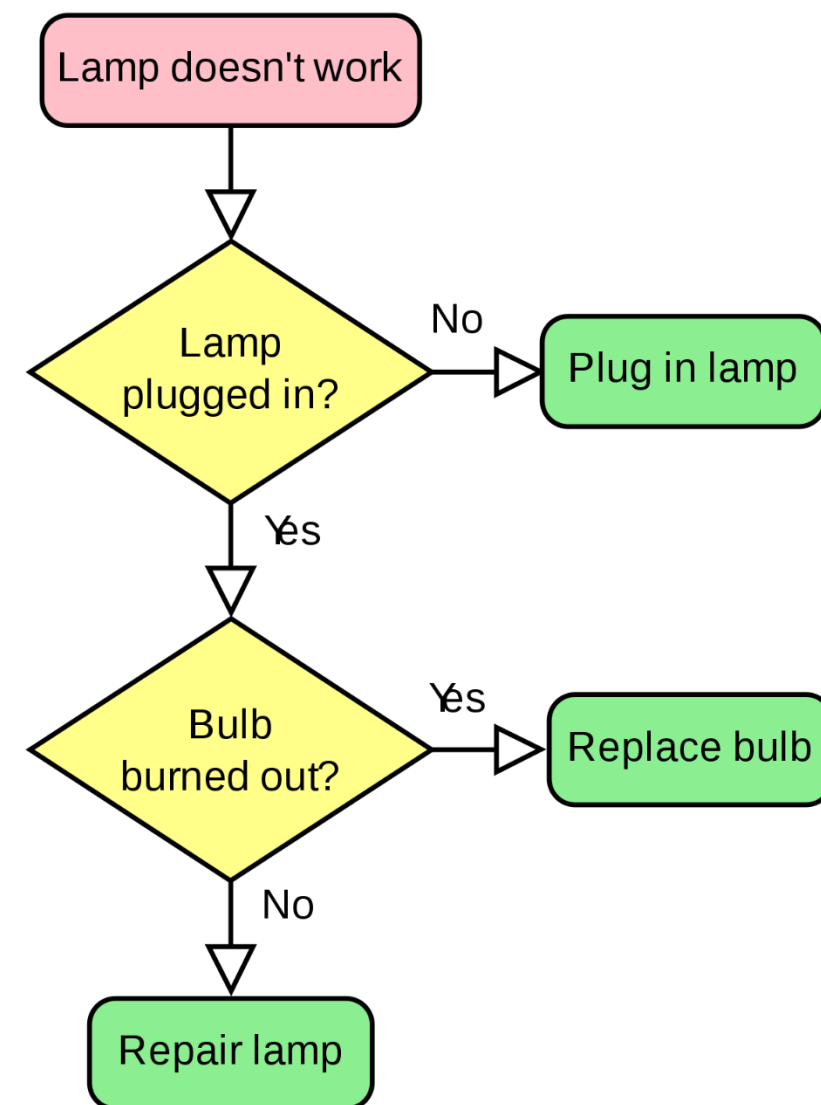 Lamp doesn't work
Lamp
plugged in?
No
Plug in lamp
Yes
Bulb
burned out?
Yes
Replace bulb
No
Repair lamp